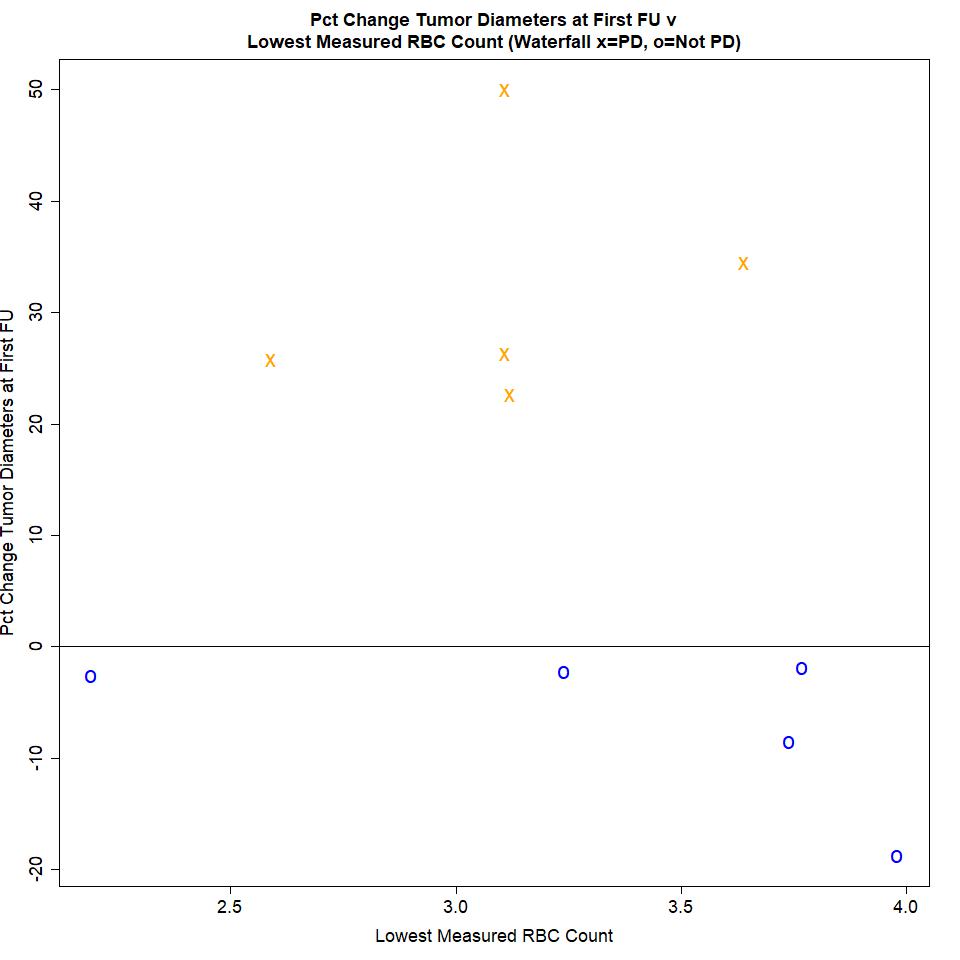 Pct Change Tumor Diameters at First FU v
Lowest Measured RBC Count (Waterfall x=PD, o=Not PD)
Pct Change Tumor Diameters at First FU
50
40
30
20
10
0
-10
-20
X
X
X
X
X
O
O
O
O
O
2.5 3.0 3.5 4.0
Lowest Measured RBC Count